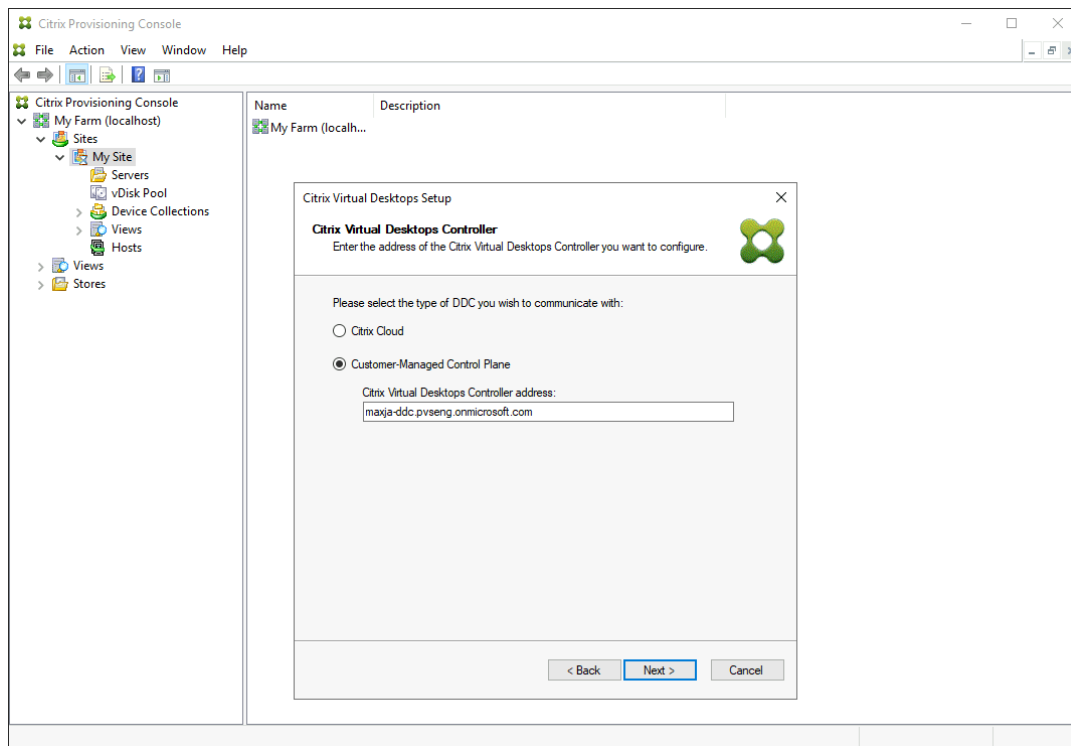 Citrix Provisioning Console
File Action View Window Help
Citrix Provisioning Console
My Farm (localhost)
Sites
My Site
Servers
vDisk Pool
Device Collections
Views
Hosts
Views
Stores
Name Description
My Farm (localh...
Citrix Virtual Desktops Setup
Citrix Virtual Desktops Controller
Enter the address of the Citrix Virtual Desktops Controller you want to configure.
Please select the type of DDC you wish to communicate with:
Citrix Cloud
Customer-Managed Control Plane
Citrix Virtual Desktops Controller address:
maxja-ddc.pvseng.onmicrosoft.com
< Back Next > Cancel